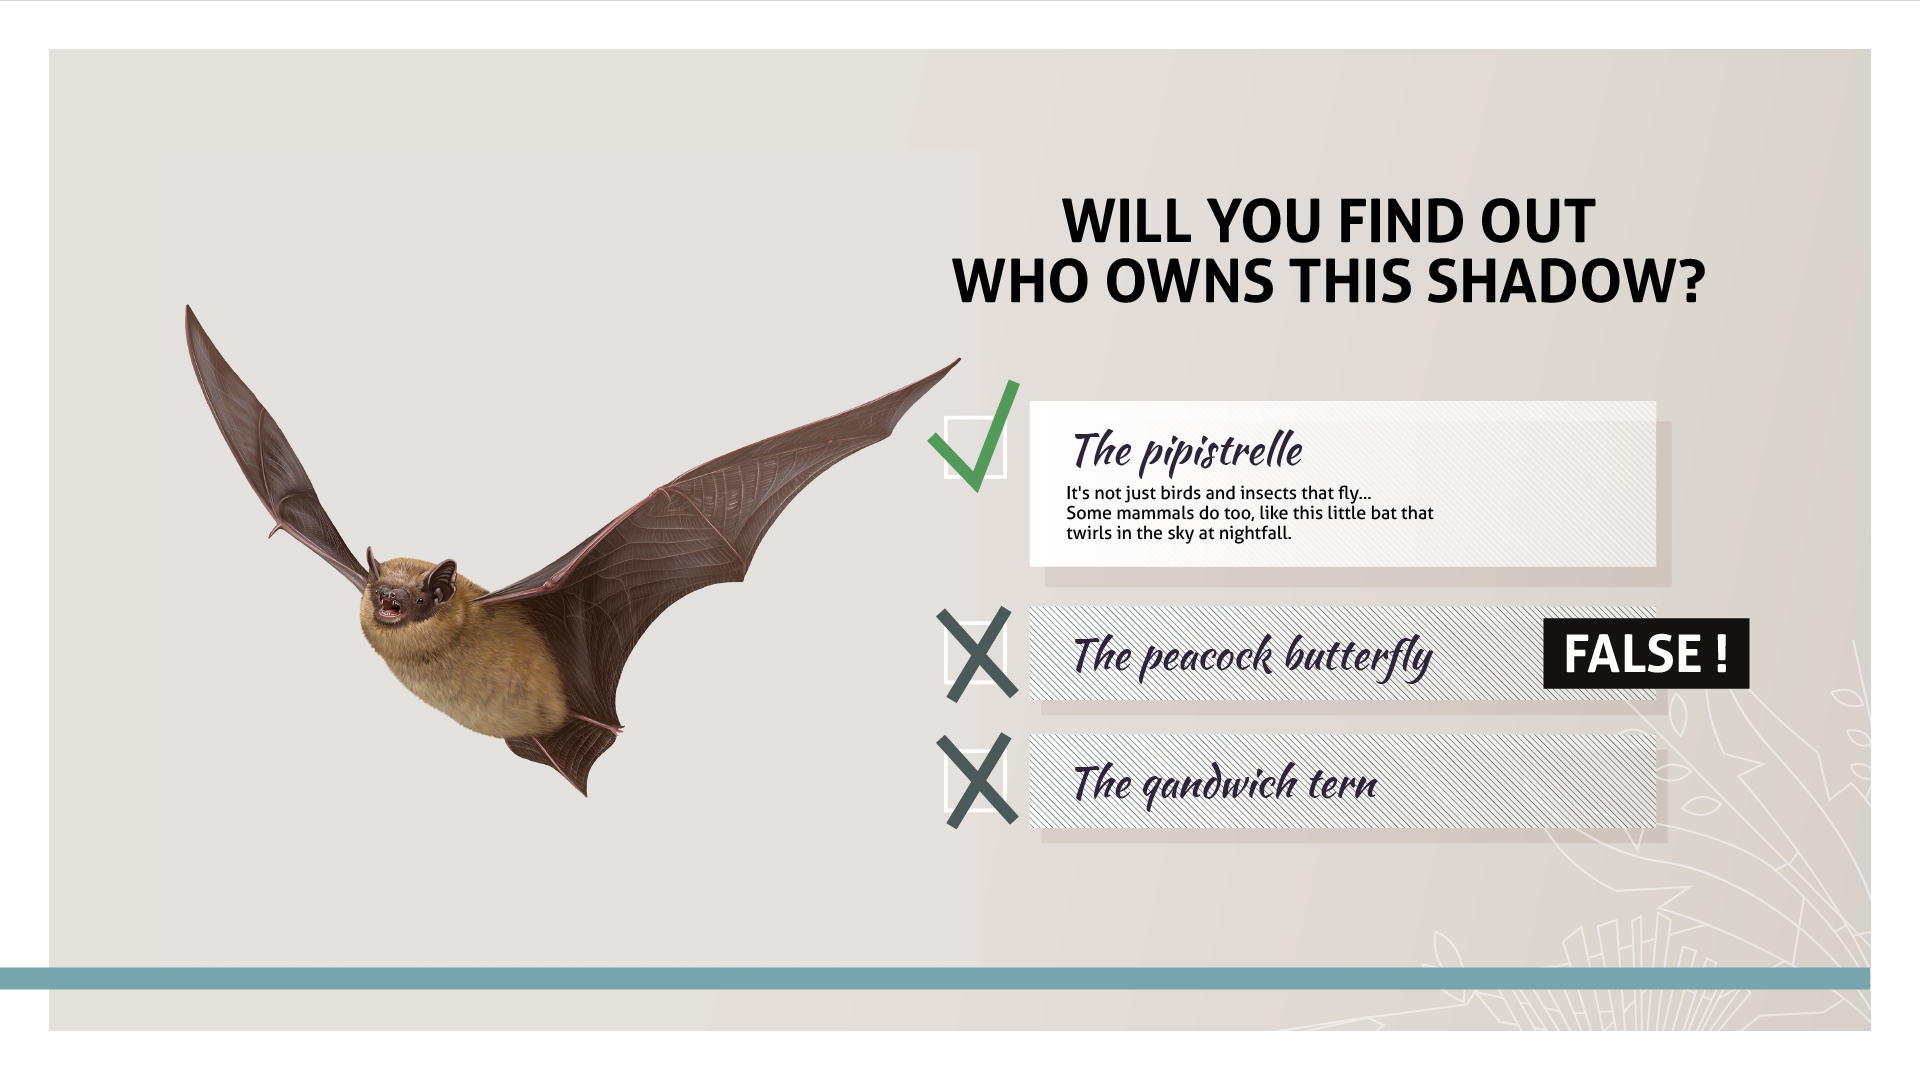 WILL YOU FIND OUT
WHO OWNS THIS SHADOW?
The pipistrelle
It's not just birds and insects that fly...
Some mammals do too, like this little bat that
twirls in the sky at nightfall.
The peacock butterfly
FALSE !
The qandwich tern